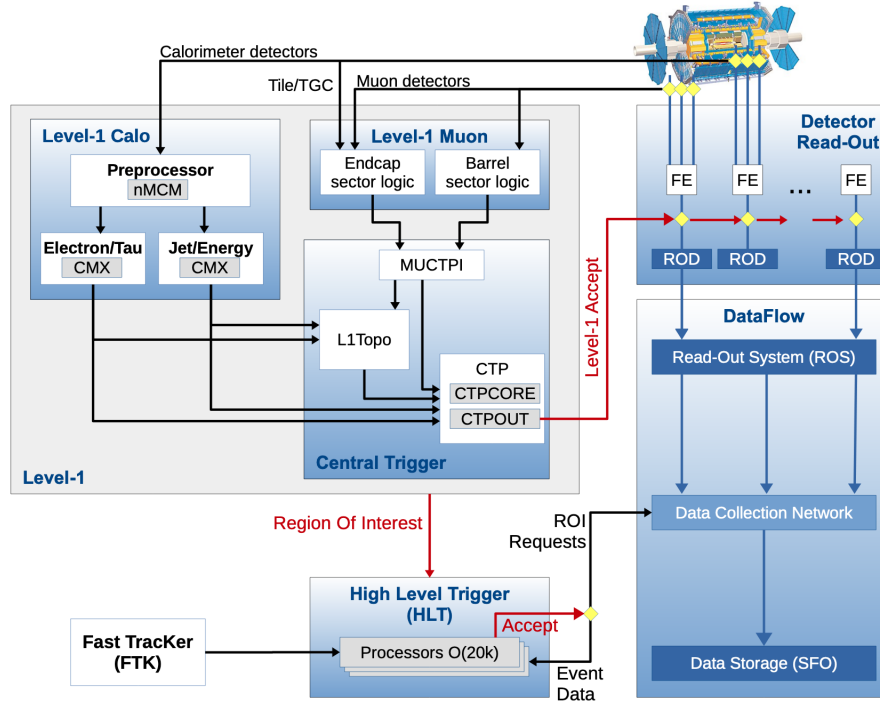 Calorimeter detectors
Tile/TGC
Muon detectors
Level-1 Calo
Preprocessor
nMCM
Electron/Tau
CMX
Jet/Energy
CMX
Level-1 Muon
Endcap
sector logic
Barrel
sector logic
MUCTPI
L1Topo
CTP
CTPCORE
CTPOUT
Central Trigger
Level-1
Level-1 Accept
Detector
Read-Out
FE
FE
...
FE
ROD
ROD
ROD
DataFlow
Read-Out System (ROS)
Data Collection Network
Data Storage (SFO)
Region Of Interest
ROI
Requests
High Level Trigger
(HLT)
Accept
Processors O(20k)
Event
Data
Fast TracKer
(FTK)